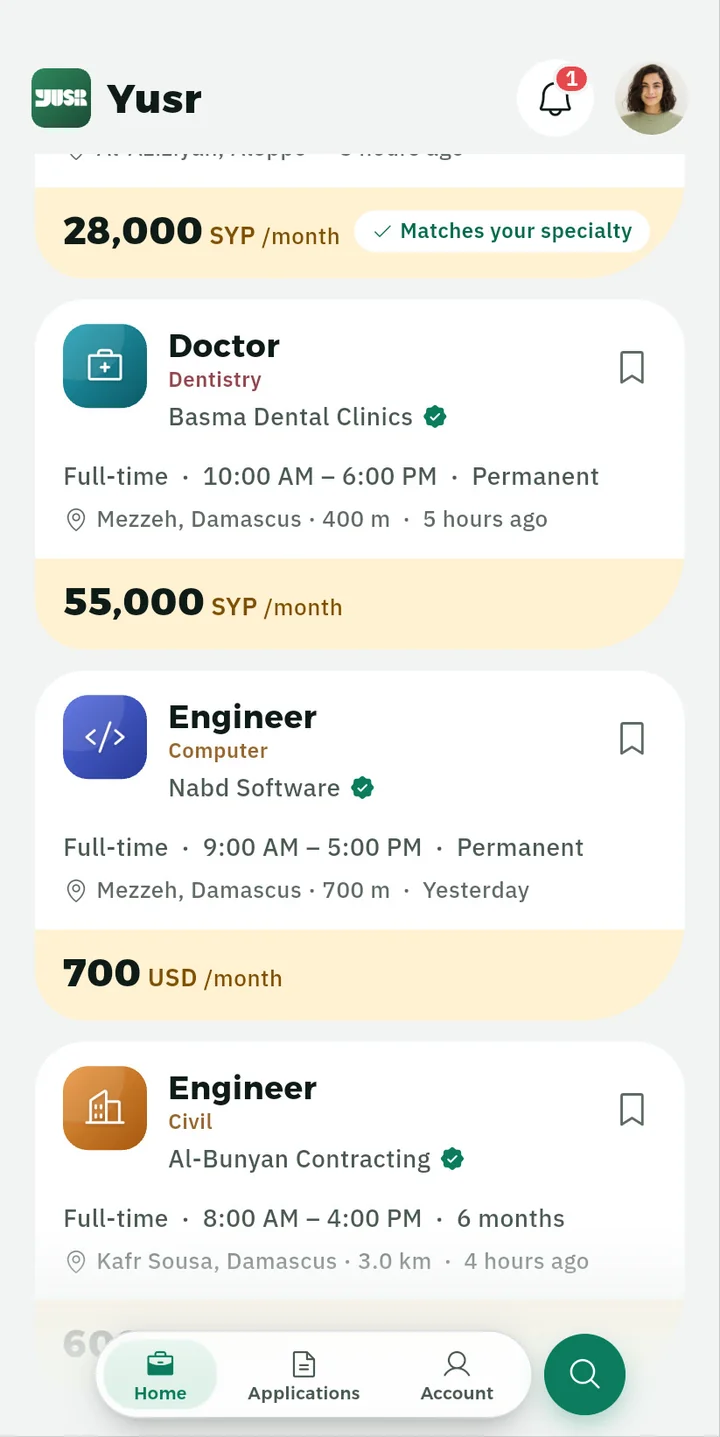 YUSR Yusr 1
28,000 SYP /month Matches your specialty
Doctor
Dentistry
Basma Dental Clinics
Full-time · 10:00 AM – 6:00 PM · Permanent
Mezzeh, Damascus · 400 m · 5 hours ago
55,000 SYP /month
Engineer
Computer
Nabd Software
Full-time · 9:00 AM – 5:00 PM · Permanent
Mezzeh, Damascus · 700 m · Yesterday
700 USD /month
Engineer
Civil
Al-Bunyan Contracting
Full-time · 8:00 AM – 4:00 PM · 6 months
Kafr Sousa, Damascus · 3.0 km · 4 hours ago
Home Applications Account